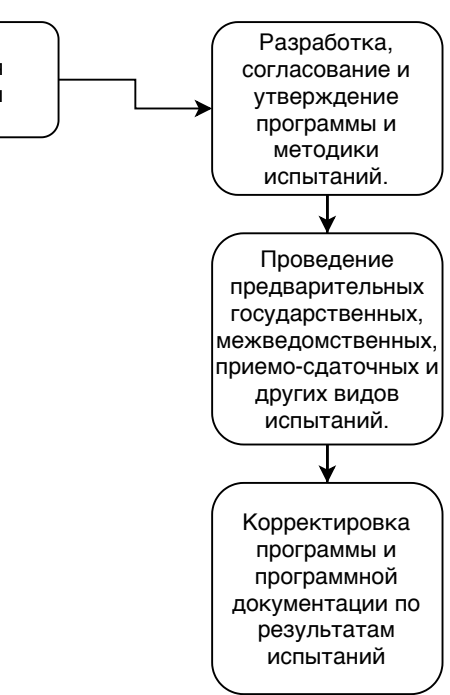 Разработка,
согласование и
утверждение
программы и
методики
испытаний.
Проведение
предварительных
государственных,
межведомственных,
приемо-сдаточных и
других видов
испытаний.
Корректировка
программы и
программной
документации по
результатам
испытаний